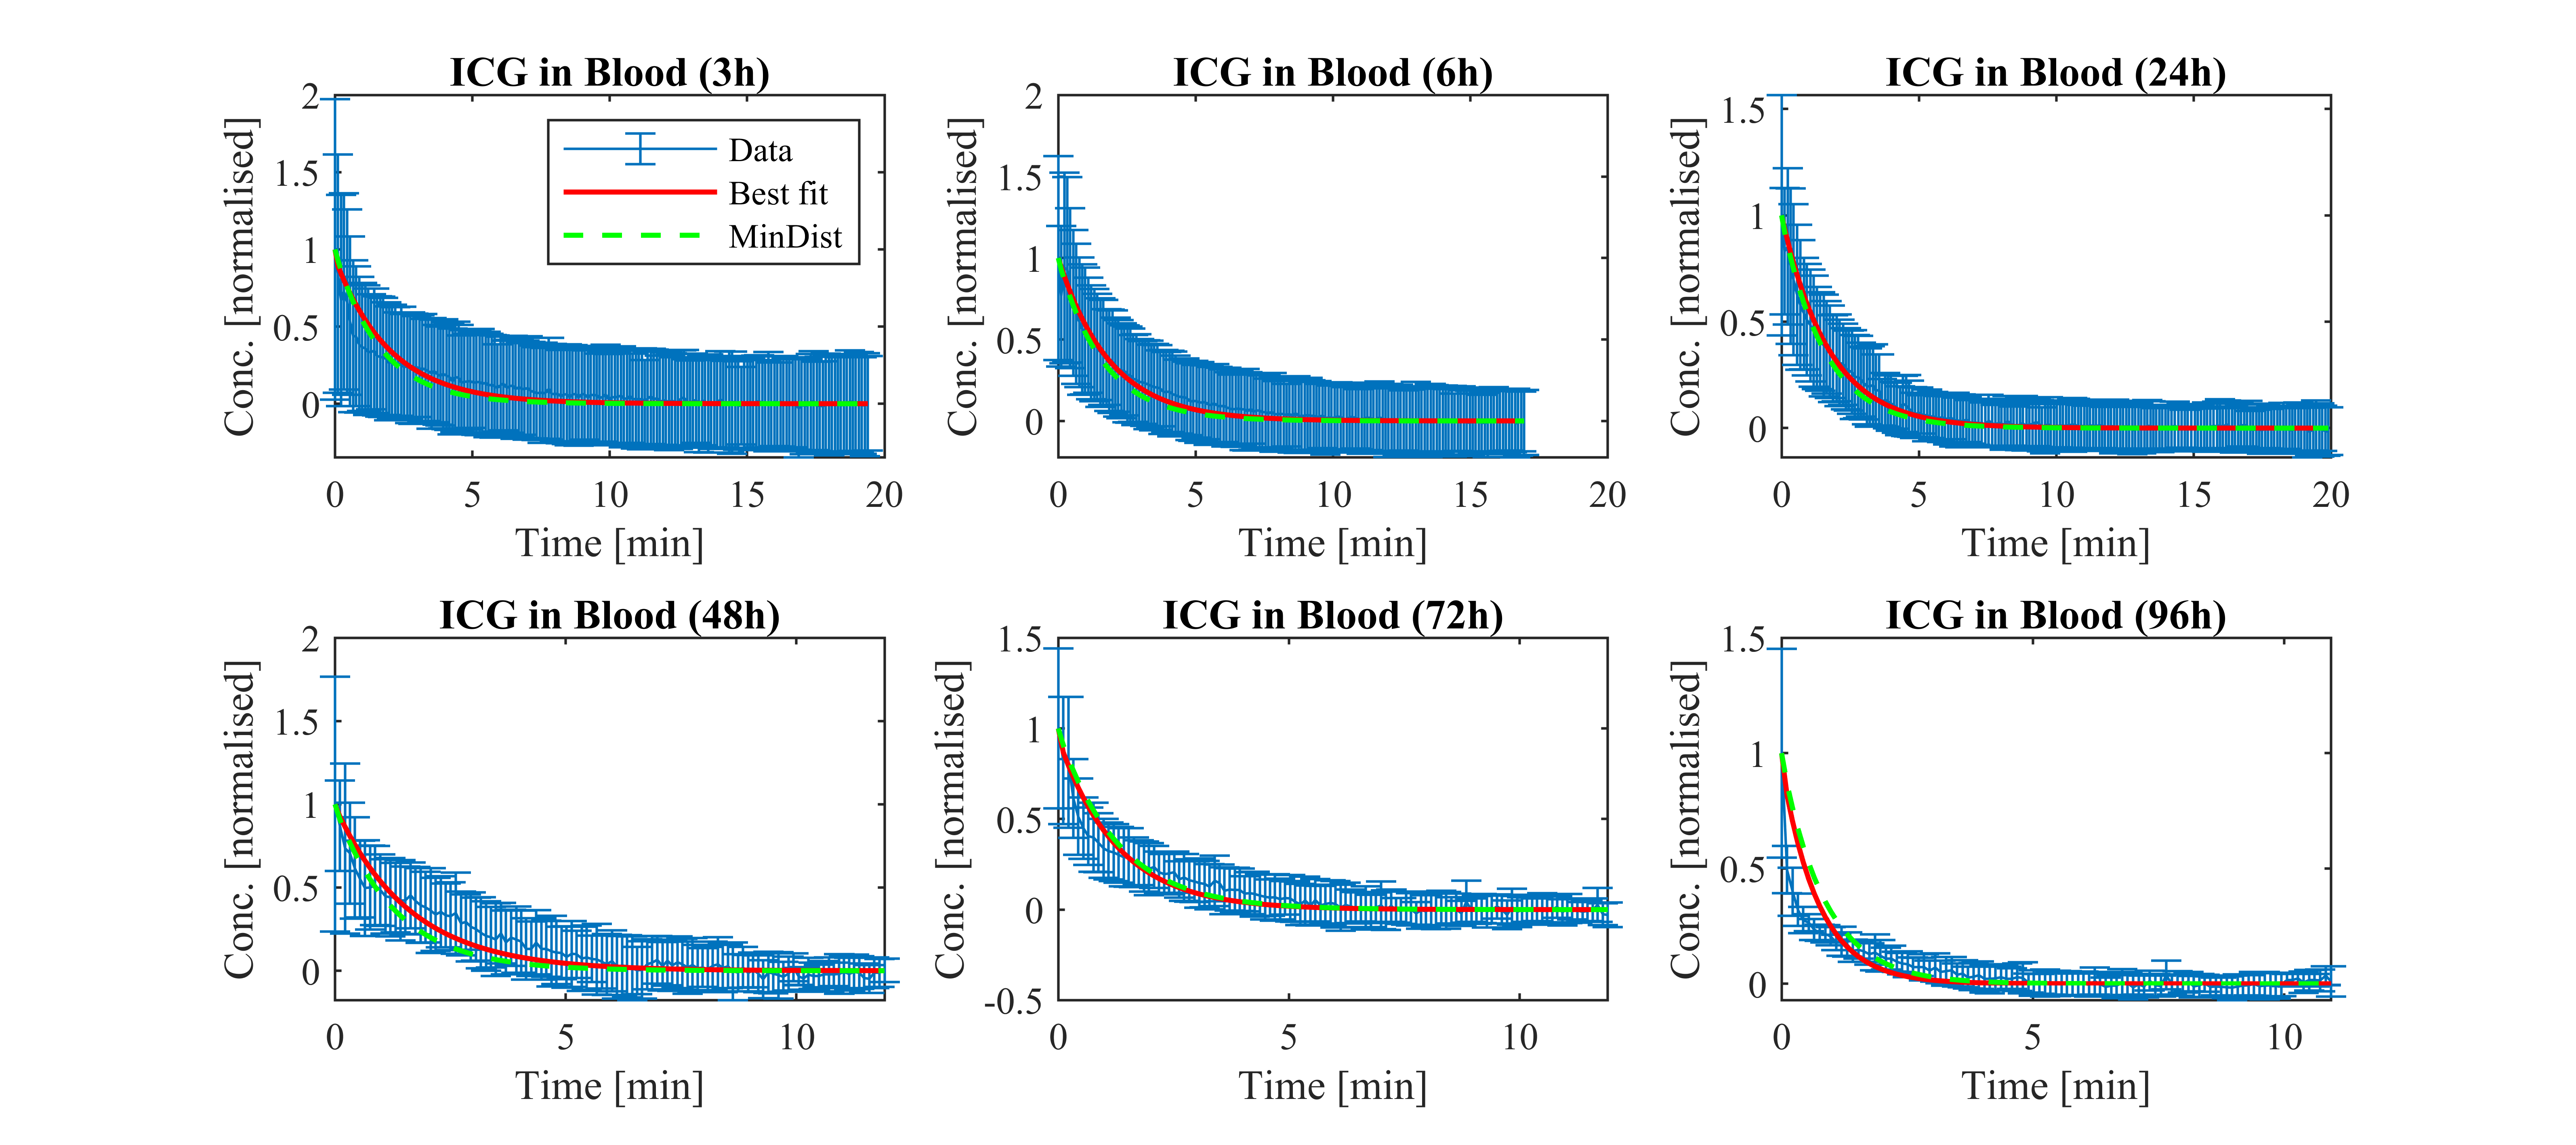 ICG in Blood (3h)
2
1.5
1
0.5
0
Conc. [normalised]
Data
Best fit
MinDist
0 5 10 15 20
Time [min]
ICG in Blood (6h)
2
1.5
1
0.5
0
Conc. [normalised]
0 5 10 15 20
Time [min]
ICG in Blood (24h)
1.5
1
0.5
0
Conc. [normalised]
0 5 10 15 20
Time [min]
ICG in Blood (48h)
2
1.5
1
0.5
0
Conc. [normalised]
0 5 10
Time [min]
ICG in Blood (72h)
1.5
1
0.5
0
-0.5
Conc. [normalised]
0 5 10
Time [min]
ICG in Blood (96h)
1.5
1
0.5
0
Conc. [normalised]
0 5 10
Time [min]